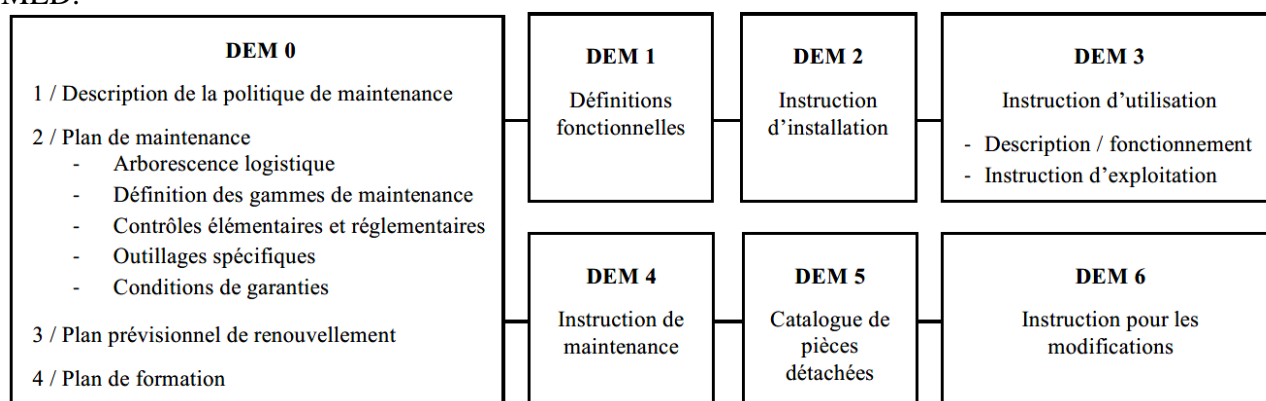 MED.
DEM 0
1 / Description de la politique de maintenance
2 / Plan de maintenance
- Arborescence logistique
- Définition des gammes de maintenance
- Contrôles élémentaires et réglementaires
- Outillages spécifiques
- Conditions de garanties
3 / Plan prévisionnel de renouvellement
4 / Plan de formation
DEM 1
Définitions
fonctionnelles
DEM 2
Instruction
d’installation
DEM 3
Instruction d’utilisation
- Description / fonctionnement
- Instruction d’exploitation
DEM 4
Instruction de
maintenance
DEM 5
Catalogue de
pièces
détachées
DEM 6
Instruction pour les
modifications